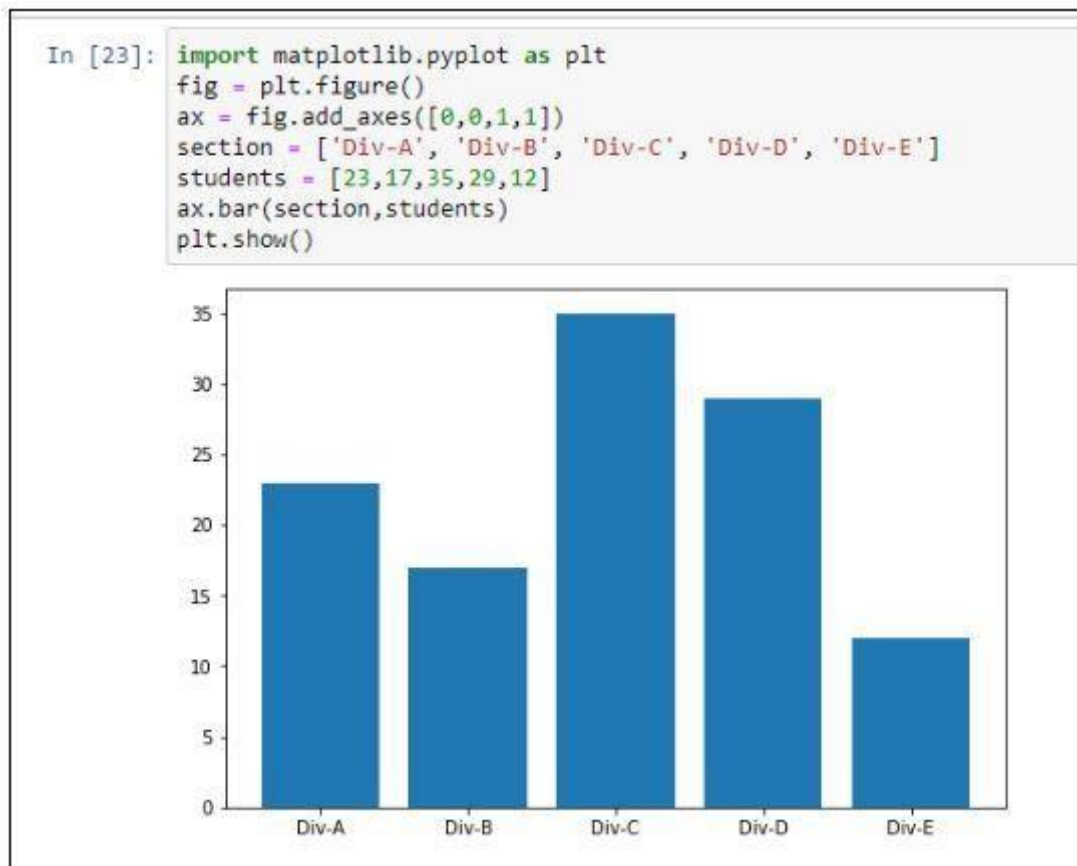 In [23]: import matplotlib.pyplot as plt
fig = plt.figure()
ax = fig.add_axes([0,0,1,1])
section = ['Div-A', 'Div-B', 'Div-C', 'Div-D', 'Div-E']
students = [23,17,35,29,12]
ax.bar(section,students)
plt.show()
35
30
25
20
15
10
5
0
Div-A Div-B Div-C Div-D Div-E